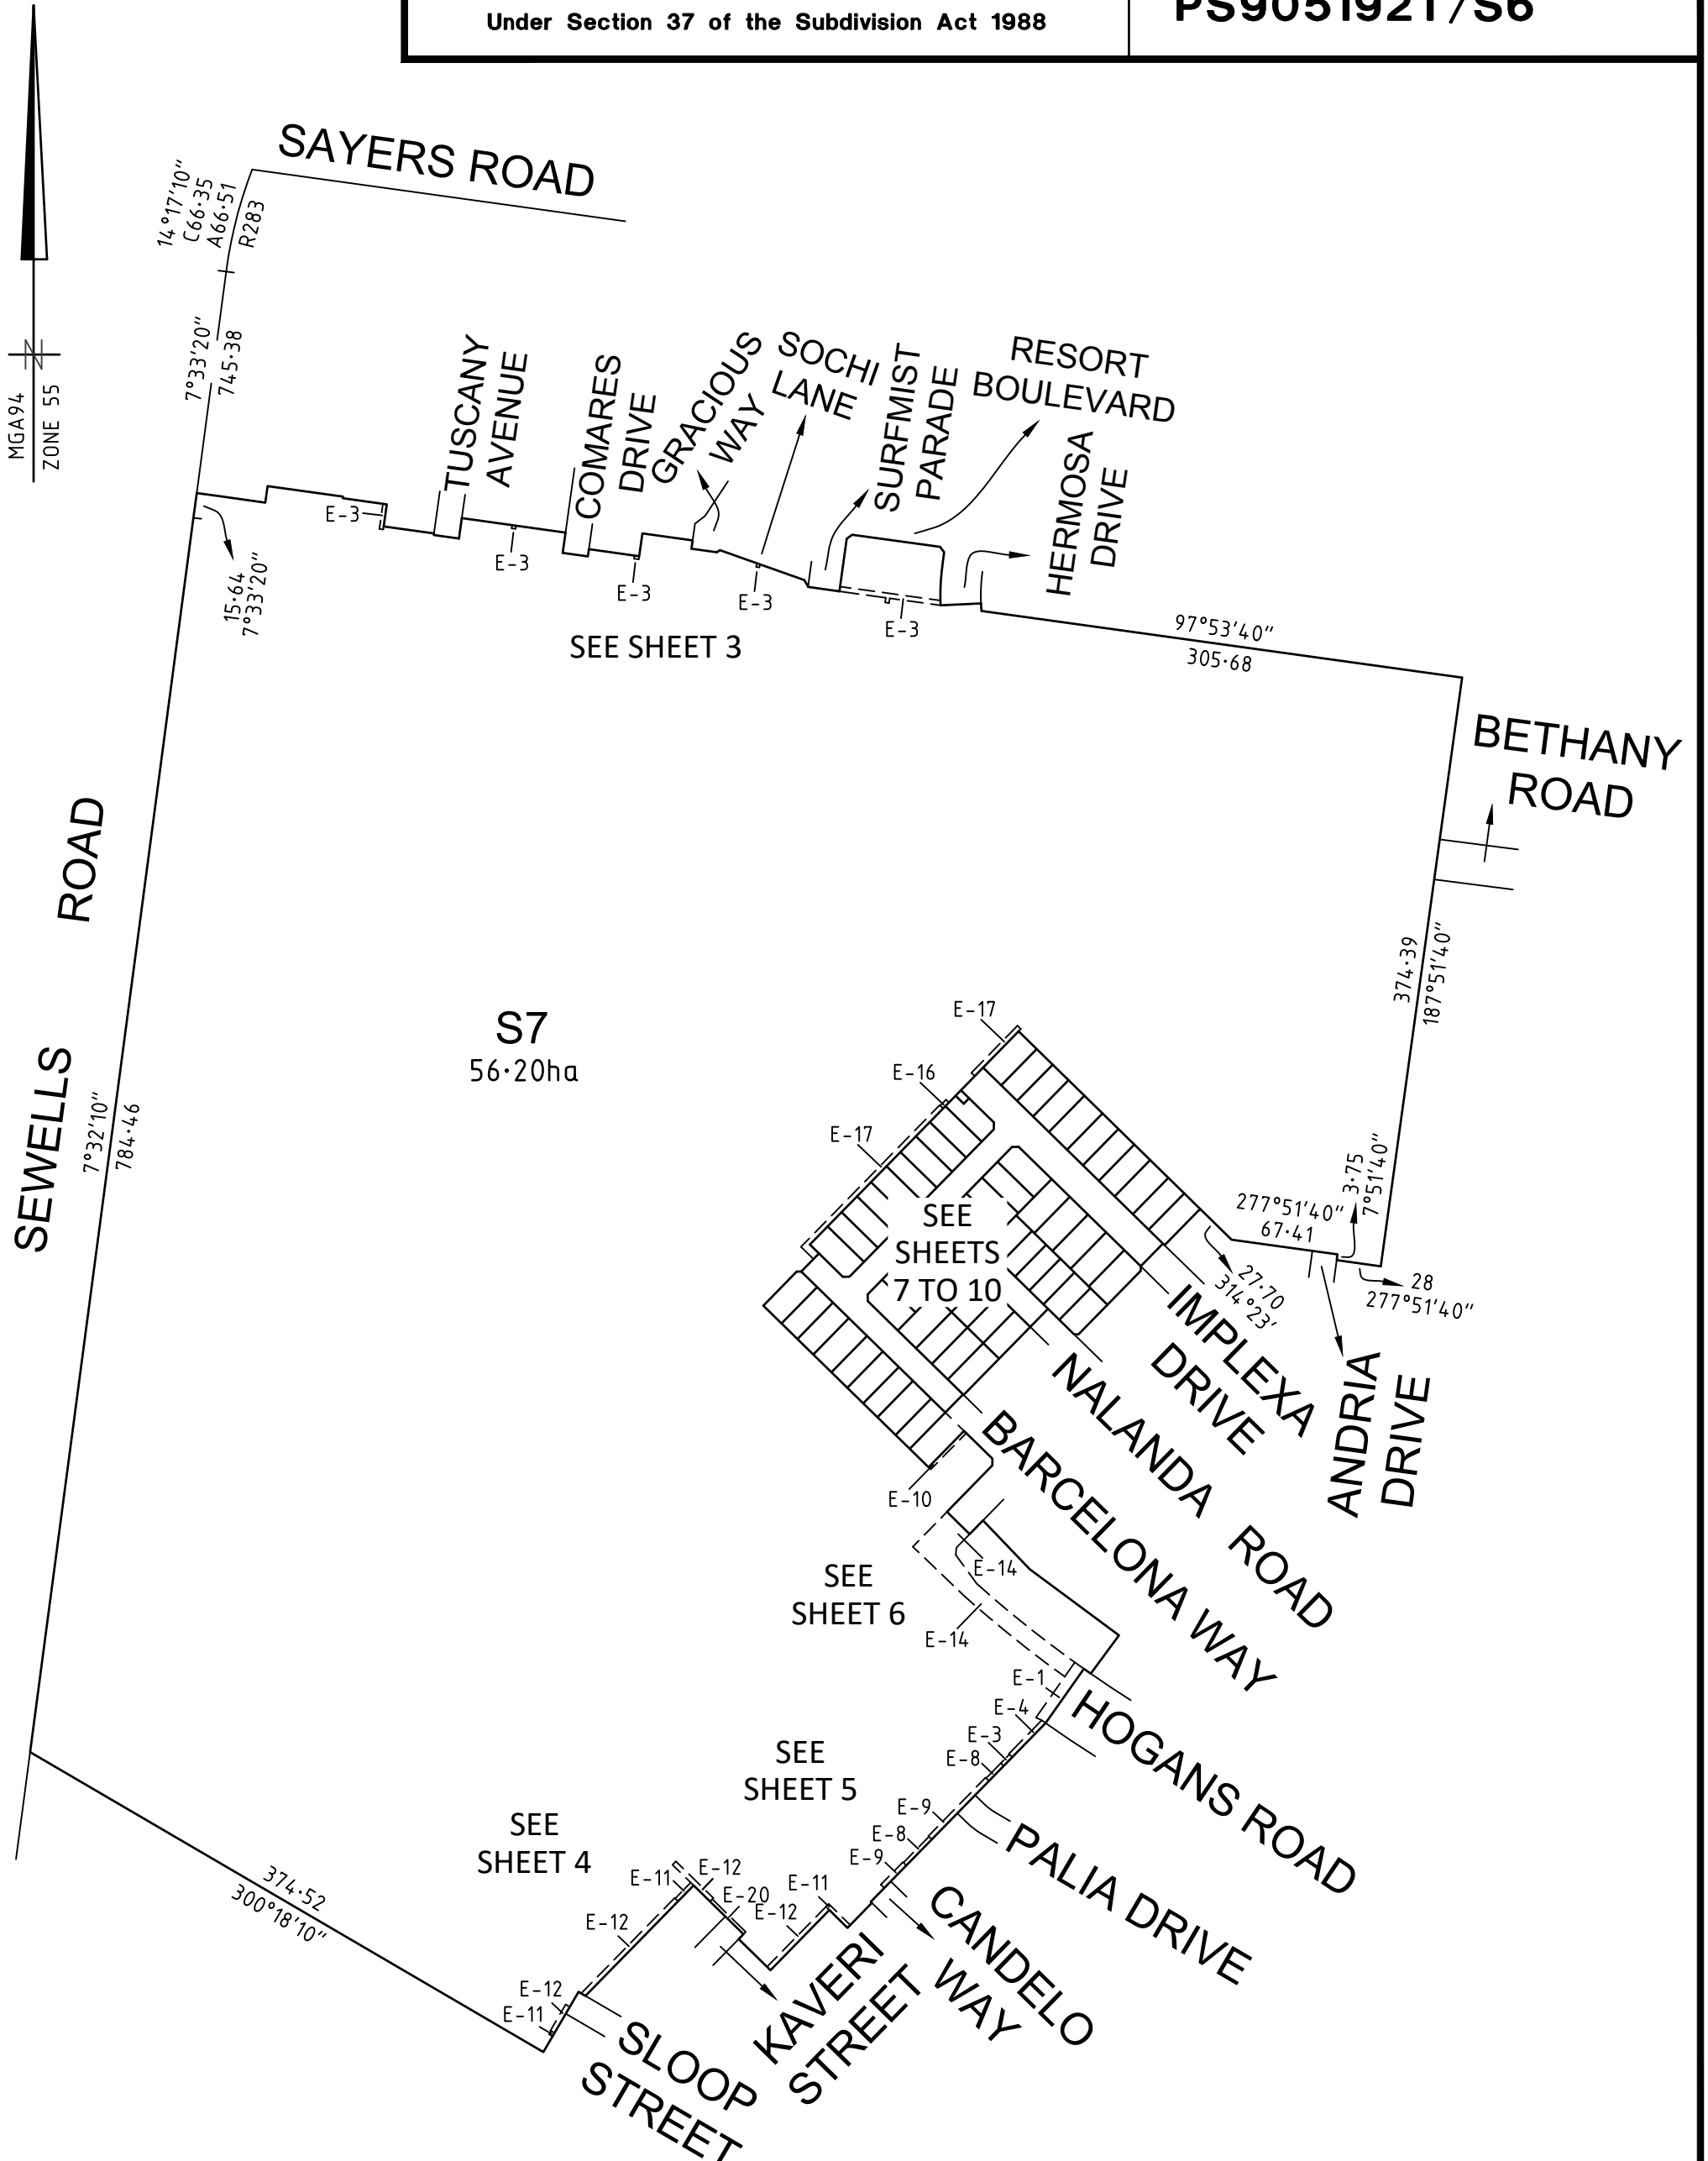 Under Section 37 of the Subdivision Act 1988
PS905192T/S6
MGA94
ZONE 55
SAYERS ROAD
14°17'10"
C66·35
A66·51
R283
7°33'20"
745·38
TUSCANY
AVENUE
COMARES
DRIVE
GRACIOUS
WAY
SOCHI
LANE
SURFMIST
PARADE
RESORT
BOULEVARD
HERMOSA
DRIVE
E-3
E-3
E-3
E-3
E-3
15·64
7°33'20"
SEE SHEET 3
97°53'40"
305·68
BETHANY
ROAD
374·39
187°51'40"
SEWELLS ROAD
7°32'10"
784·46
S7
56·20ha
E-17
E-16
E-17
SEE
SHEETS
7 TO 10
277°51'40"
67·41
3·75
7°51'40"
28
277°51'40"
27·70
314°23'
IMPLEXA
DRIVE
ANDRIA
DRIVE
NALANDA ROAD
BARCELONA WAY
E-10
E-14
SEE
SHEET 6
E-14
E-1
E-4
E-3
E-8
HOGANS ROAD
SEE
SHEET 5
E-9
E-8
E-9
PALIA DRIVE
SEE
SHEET 4
E-11
E-12
E-20
E-11
E-12
E-12
CANDELO
WAY
KAVERI
STREET
374·52
300°18'10"
E-12
E-11
SLOOP
STREET